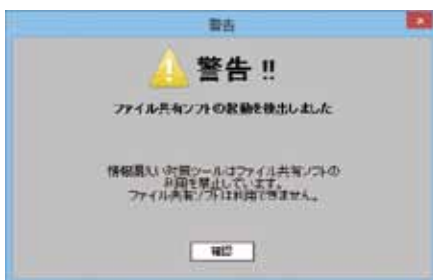 警告
警告 !!
ファイル共有ソフトの起動を検出しました
情報漏えい対策ツールはファイル共有ソフトの
利用を禁止しています。
ファイル共有ソフトは利用できません。
確認